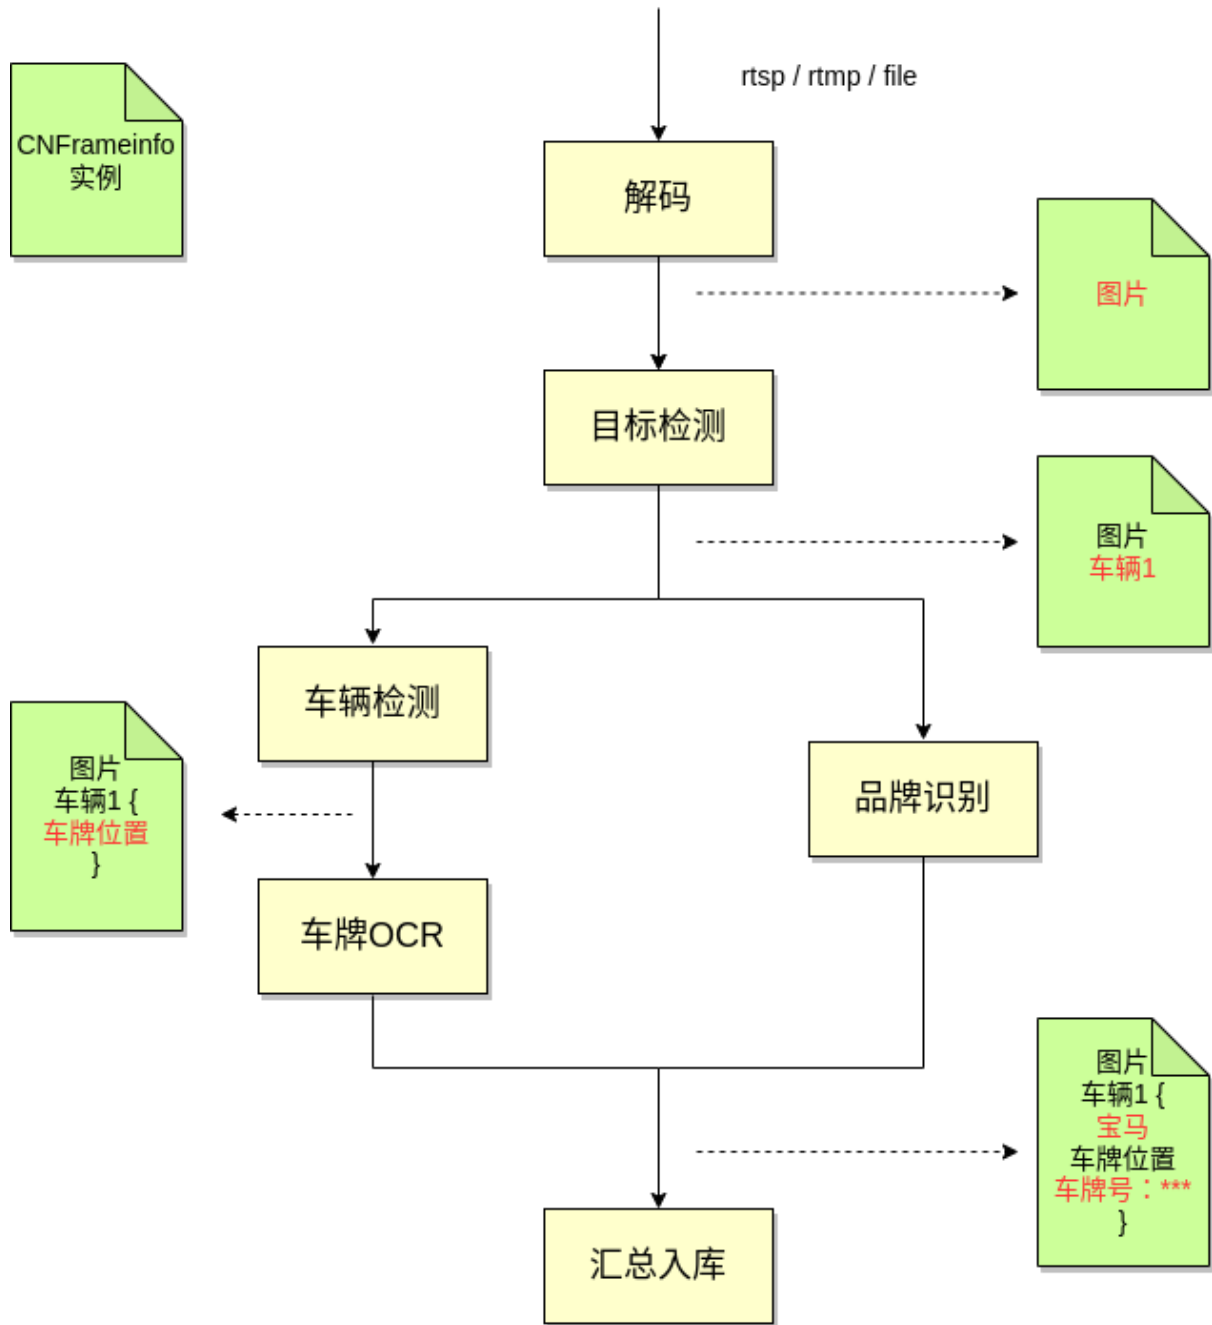 rtsp / rtmp / file
CNFrameinfo
实例
解码
图片
目标检测
图片
车辆1
车辆检测
图片
车辆1 {
车牌位置
}
品牌识别
车牌OCR
图片
车辆1 {
宝马
车牌位置
车牌号：***
}
汇总入库